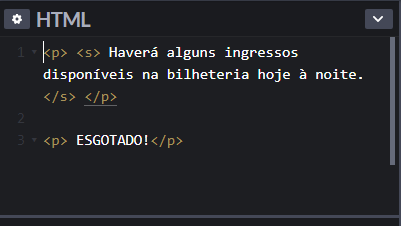 HTML
1 <p> <s> Haverá alguns ingressos
disponíveis na bilheteria hoje à noite.
</s> </p>
2
3 <p> ESGOTADO!</p>